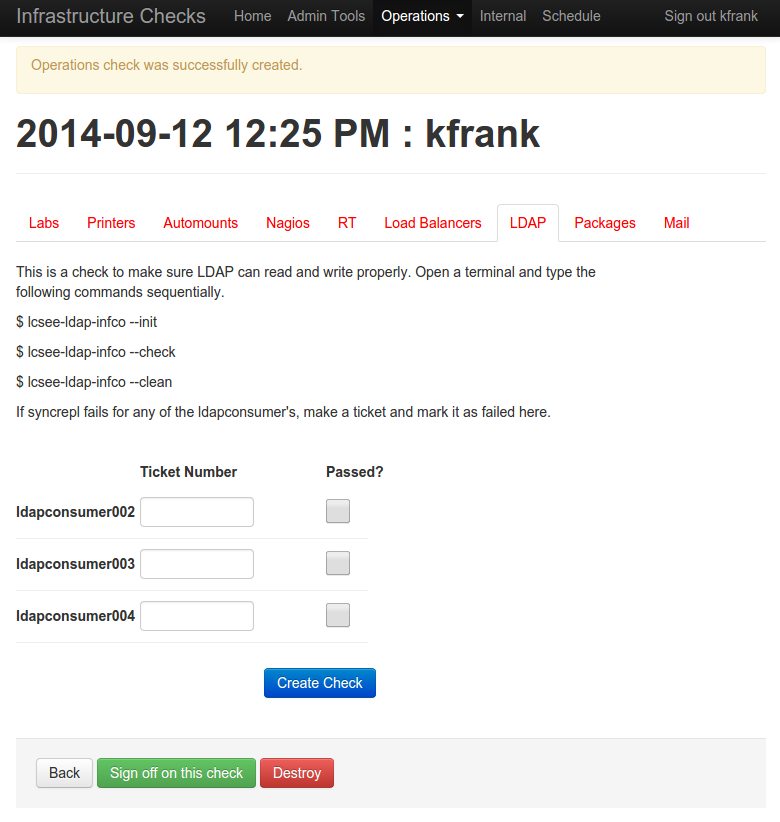 Infrastructure Checks Home Admin Tools Operations Internal Schedule Sign out kfrank
Operations check was successfully created.
2014-09-12 12:25 PM : kfrank
Labs Printers Automounts Nagios RT Load Balancers LDAP Packages Mail
This is a check to make sure LDAP can read and write properly. Open a terminal and type the
following commands sequentially.
$ lcsee-ldap-infco --init
$ lcsee-ldap-infco --check
$ lcsee-ldap-infco --clean
If syncrepl fails for any of the ldapconsumer's, make a ticket and mark it as failed here.
Ticket Number Passed?
ldapconsumer002
ldapconsumer003
ldapconsumer004
Create Check
Back Sign off on this check Destroy